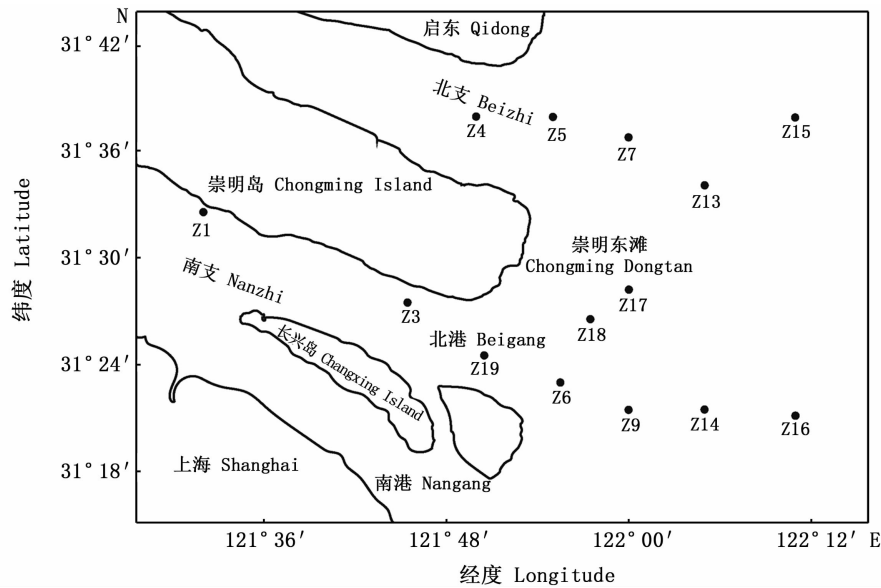 N
启东 Qidong
31°42′
北支 Beizhi
Z4
Z5
Z7
Z15
31°36′
崇明岛 Chongming Island
Z13
Z1
31°30′
崇明东滩
Chongming Dongtan
南支 Nanzhi
Z17
Z3
Z18
北港 Beigang
长兴岛 Changxing Island
31°24′
Z19
Z6
Z9
Z14
Z16
31°18′
上海 Shanghai
南港 Nangang
纬度 Latitude
121°36′
121°48′
122°00′
122°12′ E
经度 Longitude